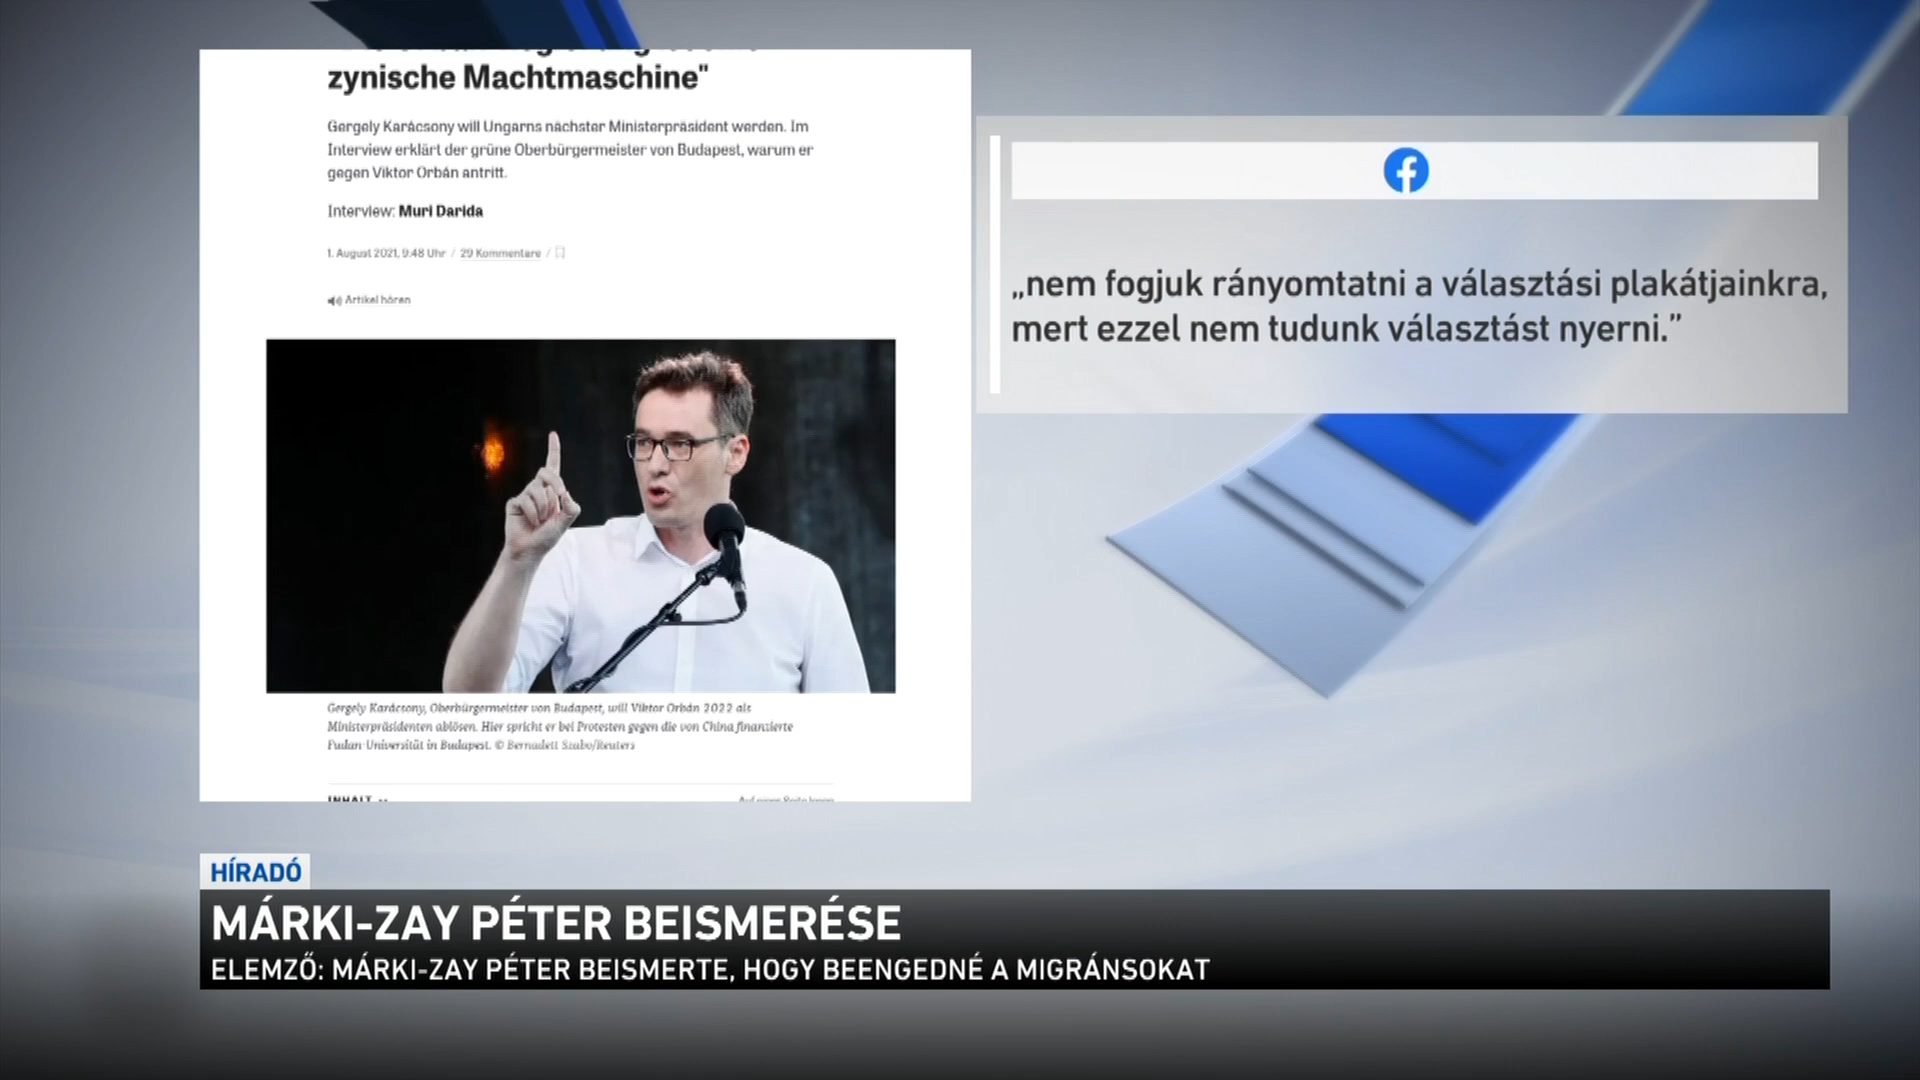 zynische Machtmaschine"
Gergely Karácsony will Ungarns nächster Ministerpräsident werden. Im
Interview erklärt der grüne Oberbürgermeister von Budapest, warum er
gegen Viktor Orbán antritt.
Interview: Muri Darida
1. August 2021, 9:48 Uhr / 29 Kommentare /
Artikel hören
Gergely Karácsony, Oberbürgermeister von Budapest, will Viktor Orbán 2022 als
Ministerpräsidenten ablösen. Hier spricht er bei Protesten gegen die von China finanzierte
Fudan-Universität in Budapest. © Bernadett Szabo/Reuters
INHALT
Auf einer Seite lesen
„nem fogjuk rányomtatni a választási plakátjainkra,
mert ezzel nem tudunk választást nyerni.”
HÍRADÓ
MÁRKI-ZAY PÉTER BEISMERÉSE
ELEMZŐ: MÁRKI-ZAY PÉTER BEISMERTE, HOGY BEENGEDNÉ A MIGRÁNSOKAT